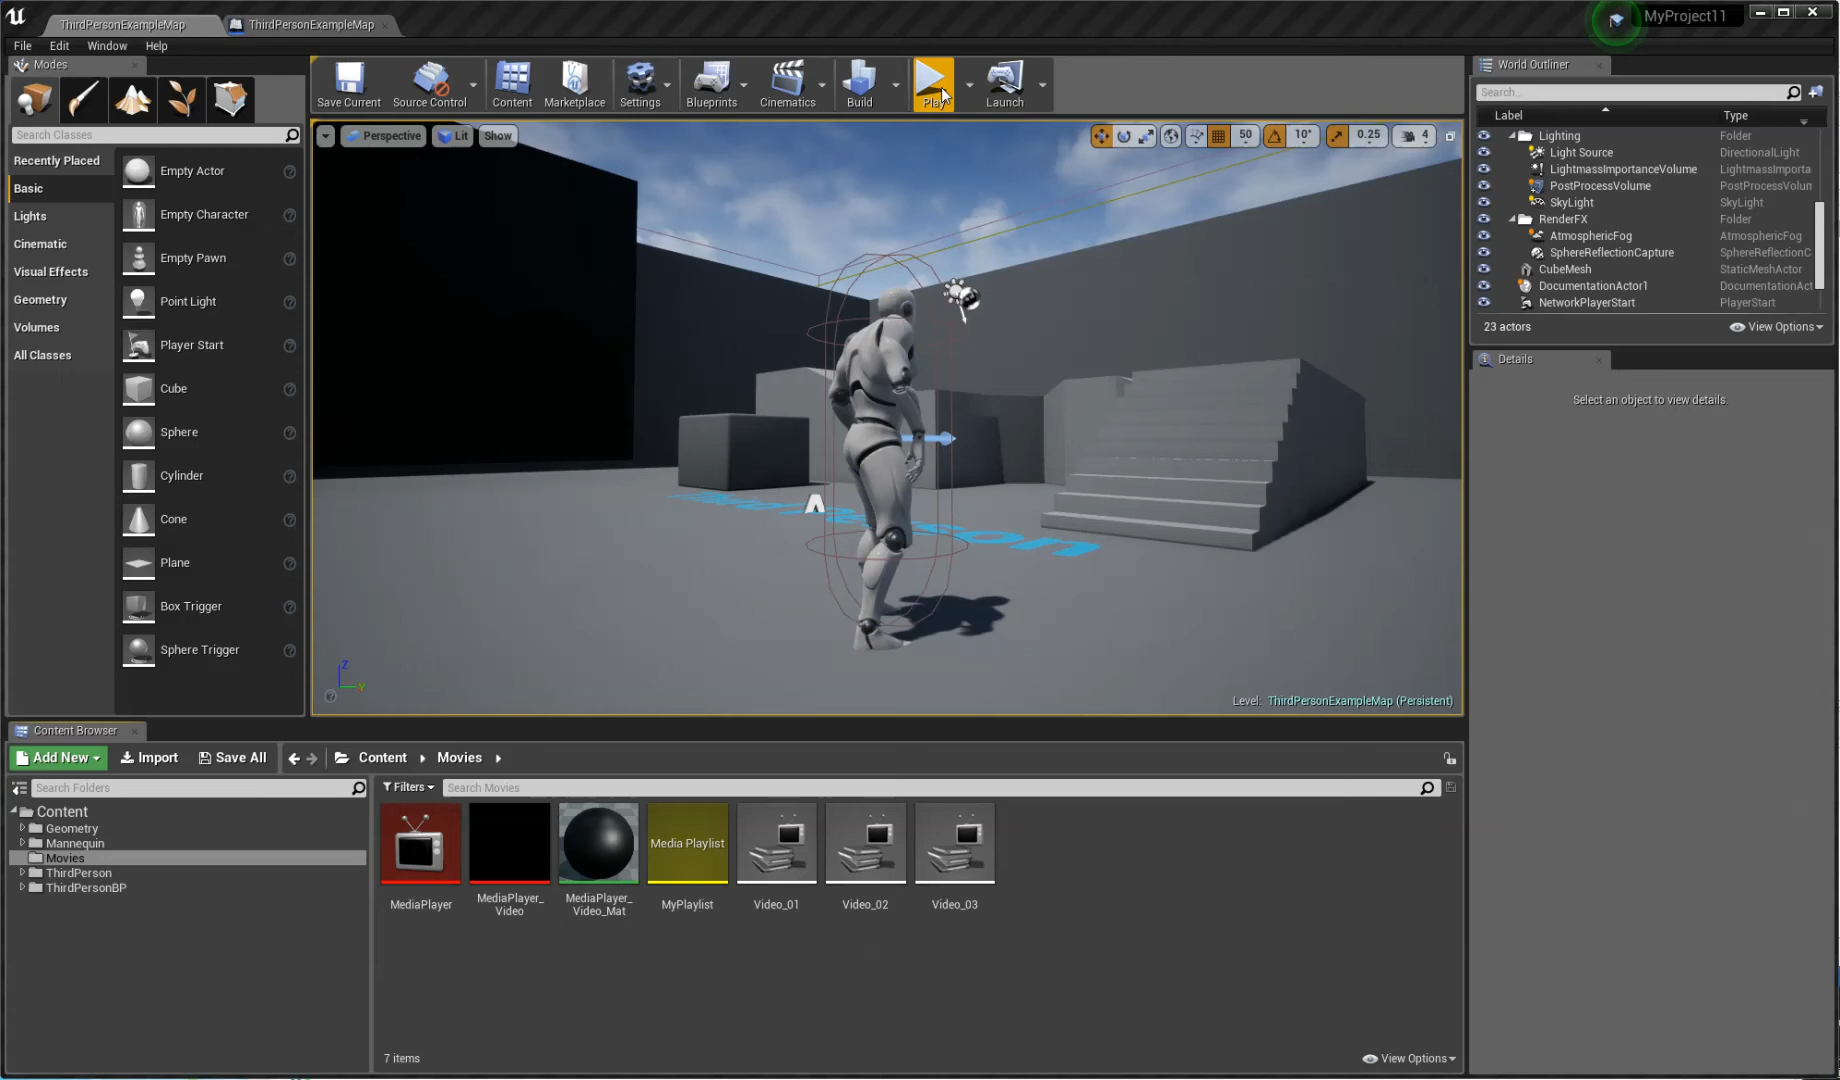 ThirdPersonExampleMap
ThirdPersonExampleMap
MyProject11
File Edit Window Help
Modes
Search Classes
Recently Placed
Basic
Lights
Cinematic
Visual Effects
Geometry
Volumes
All Classes
Empty Actor
Empty Character
Empty Pawn
Point Light
Player Start
Cube
Sphere
Cylinder
Cone
Plane
Box Trigger
Sphere Trigger
Save Current
Source Control
Content
Marketplace
Settings
Blueprints
Cinematics
Build
Play
Launch
Perspective
Lit
Show
50
10°
0.25
4
Z
Y
Level: ThirdPersonExampleMap (Persistent)
World Outliner
Search...
Label Type
Lighting Folder
Light Source DirectionalLight
LightmassImportanceVolume LightmassImporta
PostProcessVolume PostProcessVolum
SkyLight SkyLight
RenderFX Folder
AtmosphericFog AtmosphericFog
SphereReflectionCapture SphereReflectionC
CubeMesh StaticMeshActor
DocumentationActor1 DocumentationAct
NetworkPlayerStart PlayerStart
23 actors
View Options
Details
Select an object to view details.
Content Browser
Add New
Import
Save All
Content
Movies
Search Folders
Content
Geometry
Mannequin
Movies
ThirdPerson
ThirdPersonBP
Filters
Search Movies
Media Playlist
MediaPlayer
MediaPlayer_
Video
MediaPlayer_
Video_Mat
MyPlaylist
Video_01
Video_02
Video_03
7 items
View Options